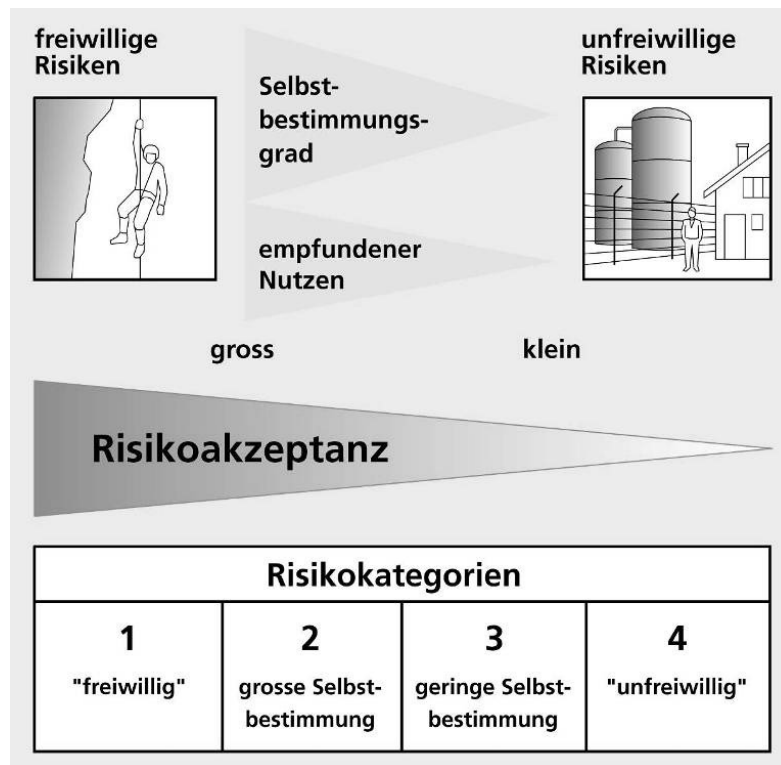 freiwillige
Risiken
Selbst-
bestimmungs-
grad
empfundener
Nutzen
unfreiwillige
Risiken
gross
klein
Risikoakzeptanz
Risikokategorien
1
"freiwillig"
2
grosse Selbst-
bestimmung
3
geringe Selbst-
bestimmung
4
"unfreiwillig"